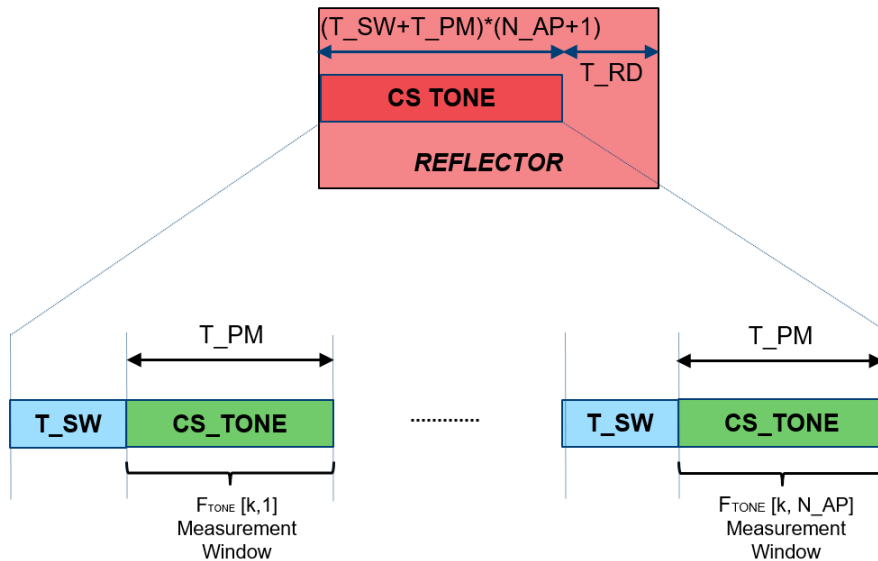 (T_SW+T_PM)*(N_AP+1)
T_RD
CS TONE
REFLECTOR
T_PM
T_PM
T_SW
CS_TONE
.............
T_SW
CS_TONE
FTONE [k,1]
Measurement
Window
FTONE [k, N_AP]
Measurement
Window